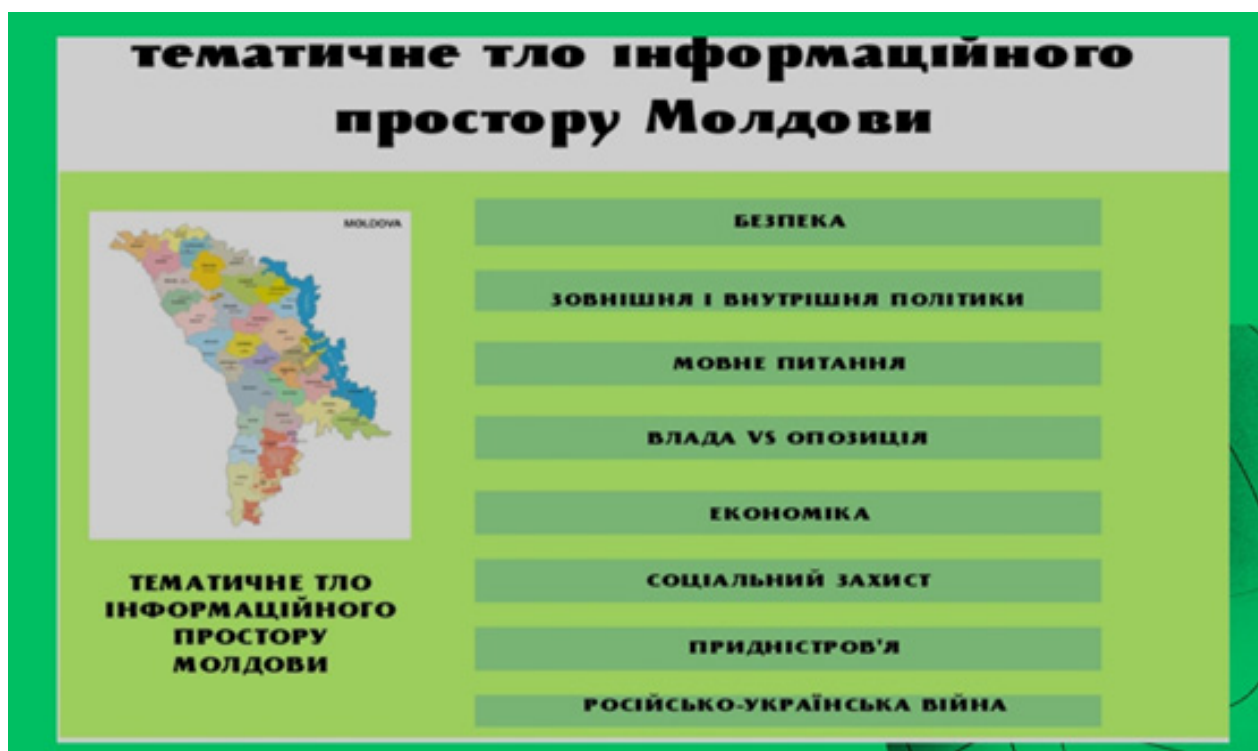 тематичне тло інформаційного
простору Молдови
MOLDOVA
БЕЗПЕКА
ЗОВНІШНЯ І ВНУТРІШНЯ ПОЛІТИКИ
МОВНЕ ПИТАННЯ
ВЛАДА VS ОПОЗИЦІЯ
ЕКОНОМІКА
СОЦІАЛЬНИЙ ЗАХИСТ
ПРИДНІСТРОВ'Я
РОСІЙСЬКО-УКРАЇНСЬКА ВІЙНА
ТЕМАТИЧНЕ ТЛО
ІНФОРМАЦІЙНОГО
ПРОСТОРУ
МОЛДОВИ